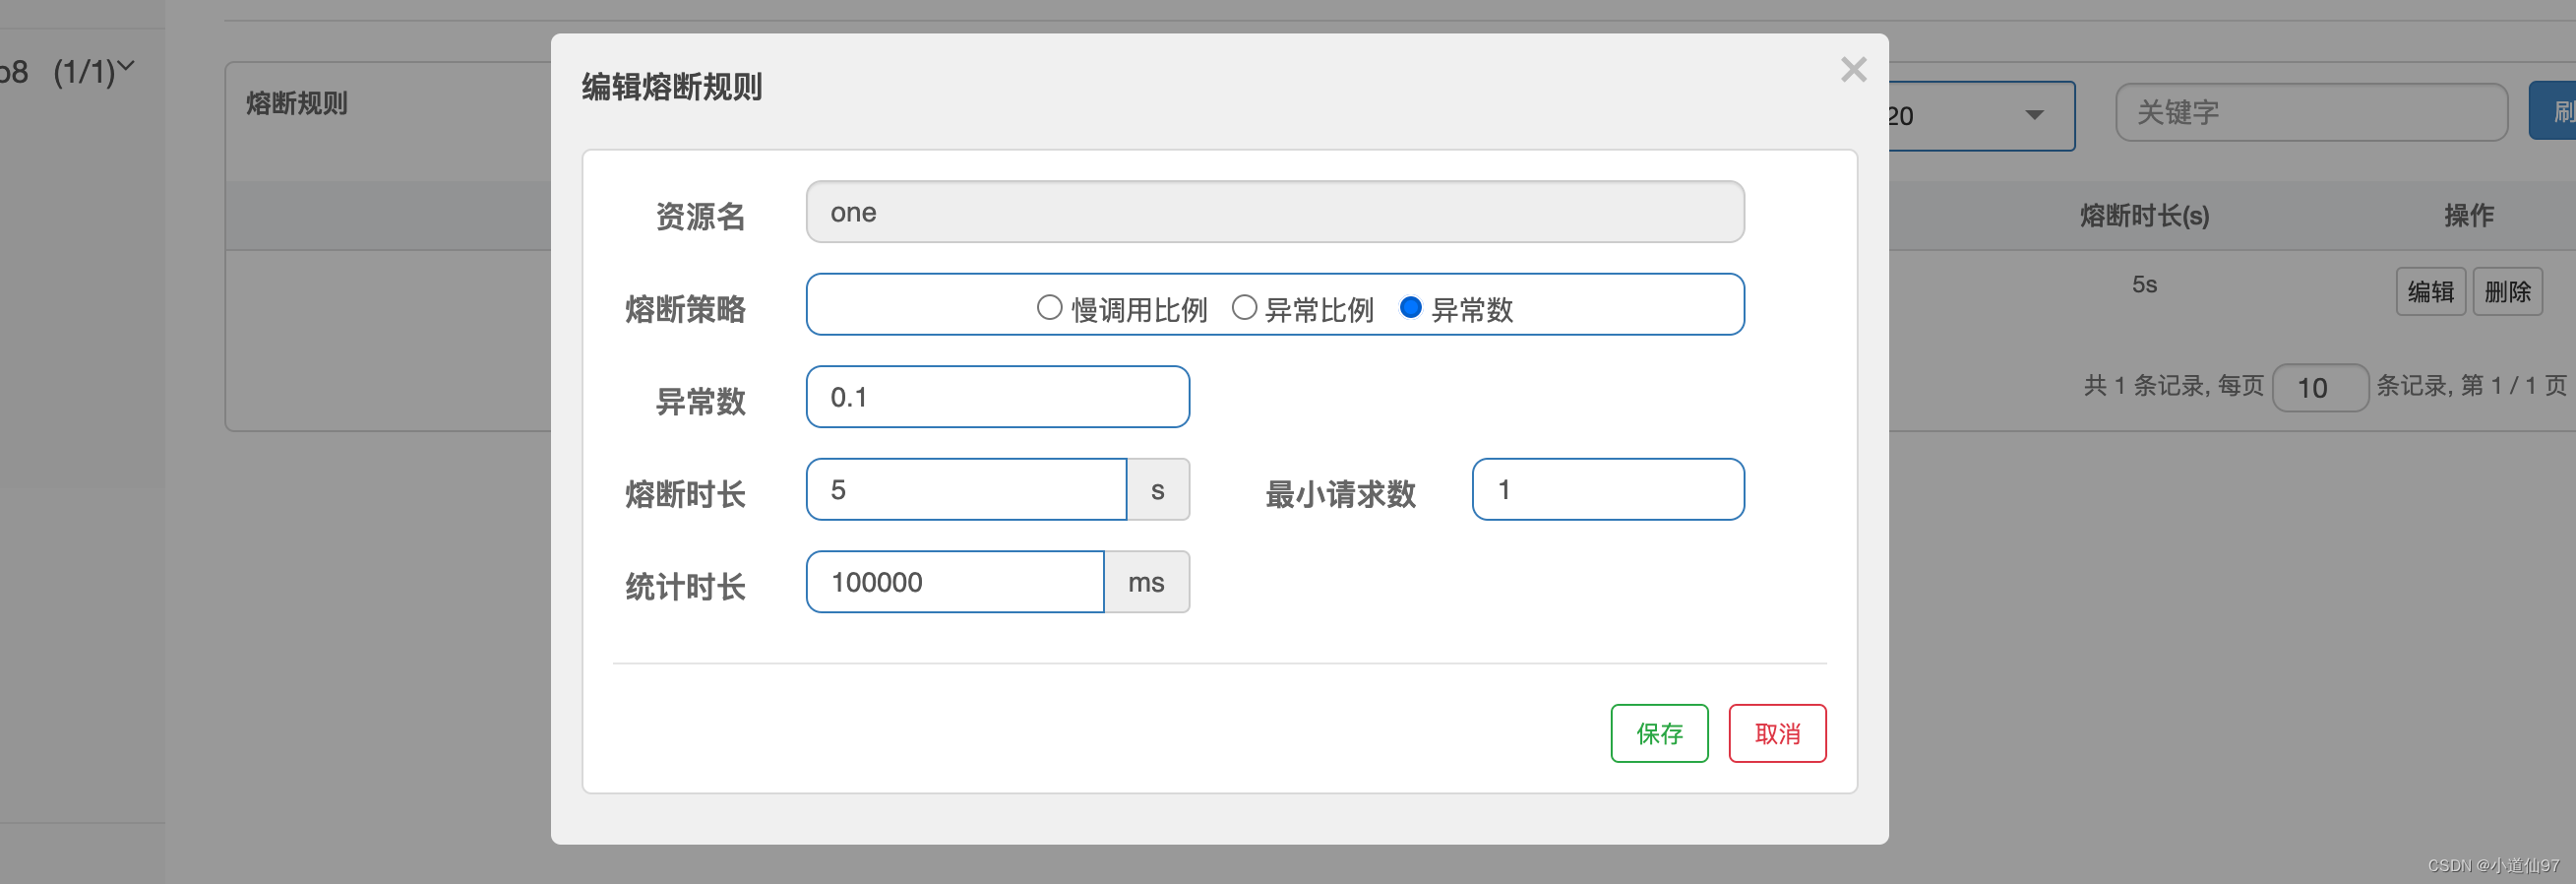 p8 (1/1)
熔断规则
20
关键字
刷
熔断时长(s)
操作
5s
编辑
删除
共 1 条记录, 每页 10 条记录, 第 1 / 1 页
编辑熔断规则
×
资源名 one
熔断策略 慢调用比例 异常比例 异常数
异常数 0.1
熔断时长 5 s 最小请求数 1
统计时长 100000 ms
保存 取消
CSDN @小道仙97